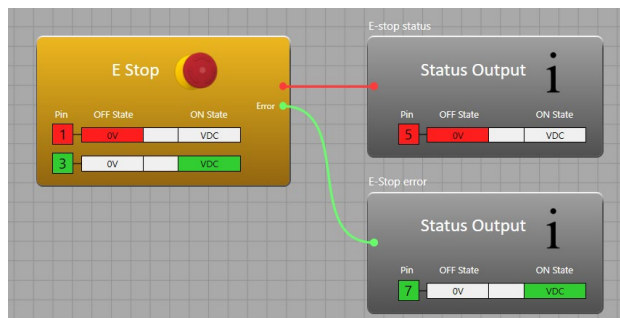 E Stop
Error
Pin OFF State ON State
1 0V VDC
3 0V VDC
E-stop status
Status Output i
Pin OFF State ON State
5 0V VDC
E-Stop error
Status Output i
Pin OFF State ON State
7 0V VDC